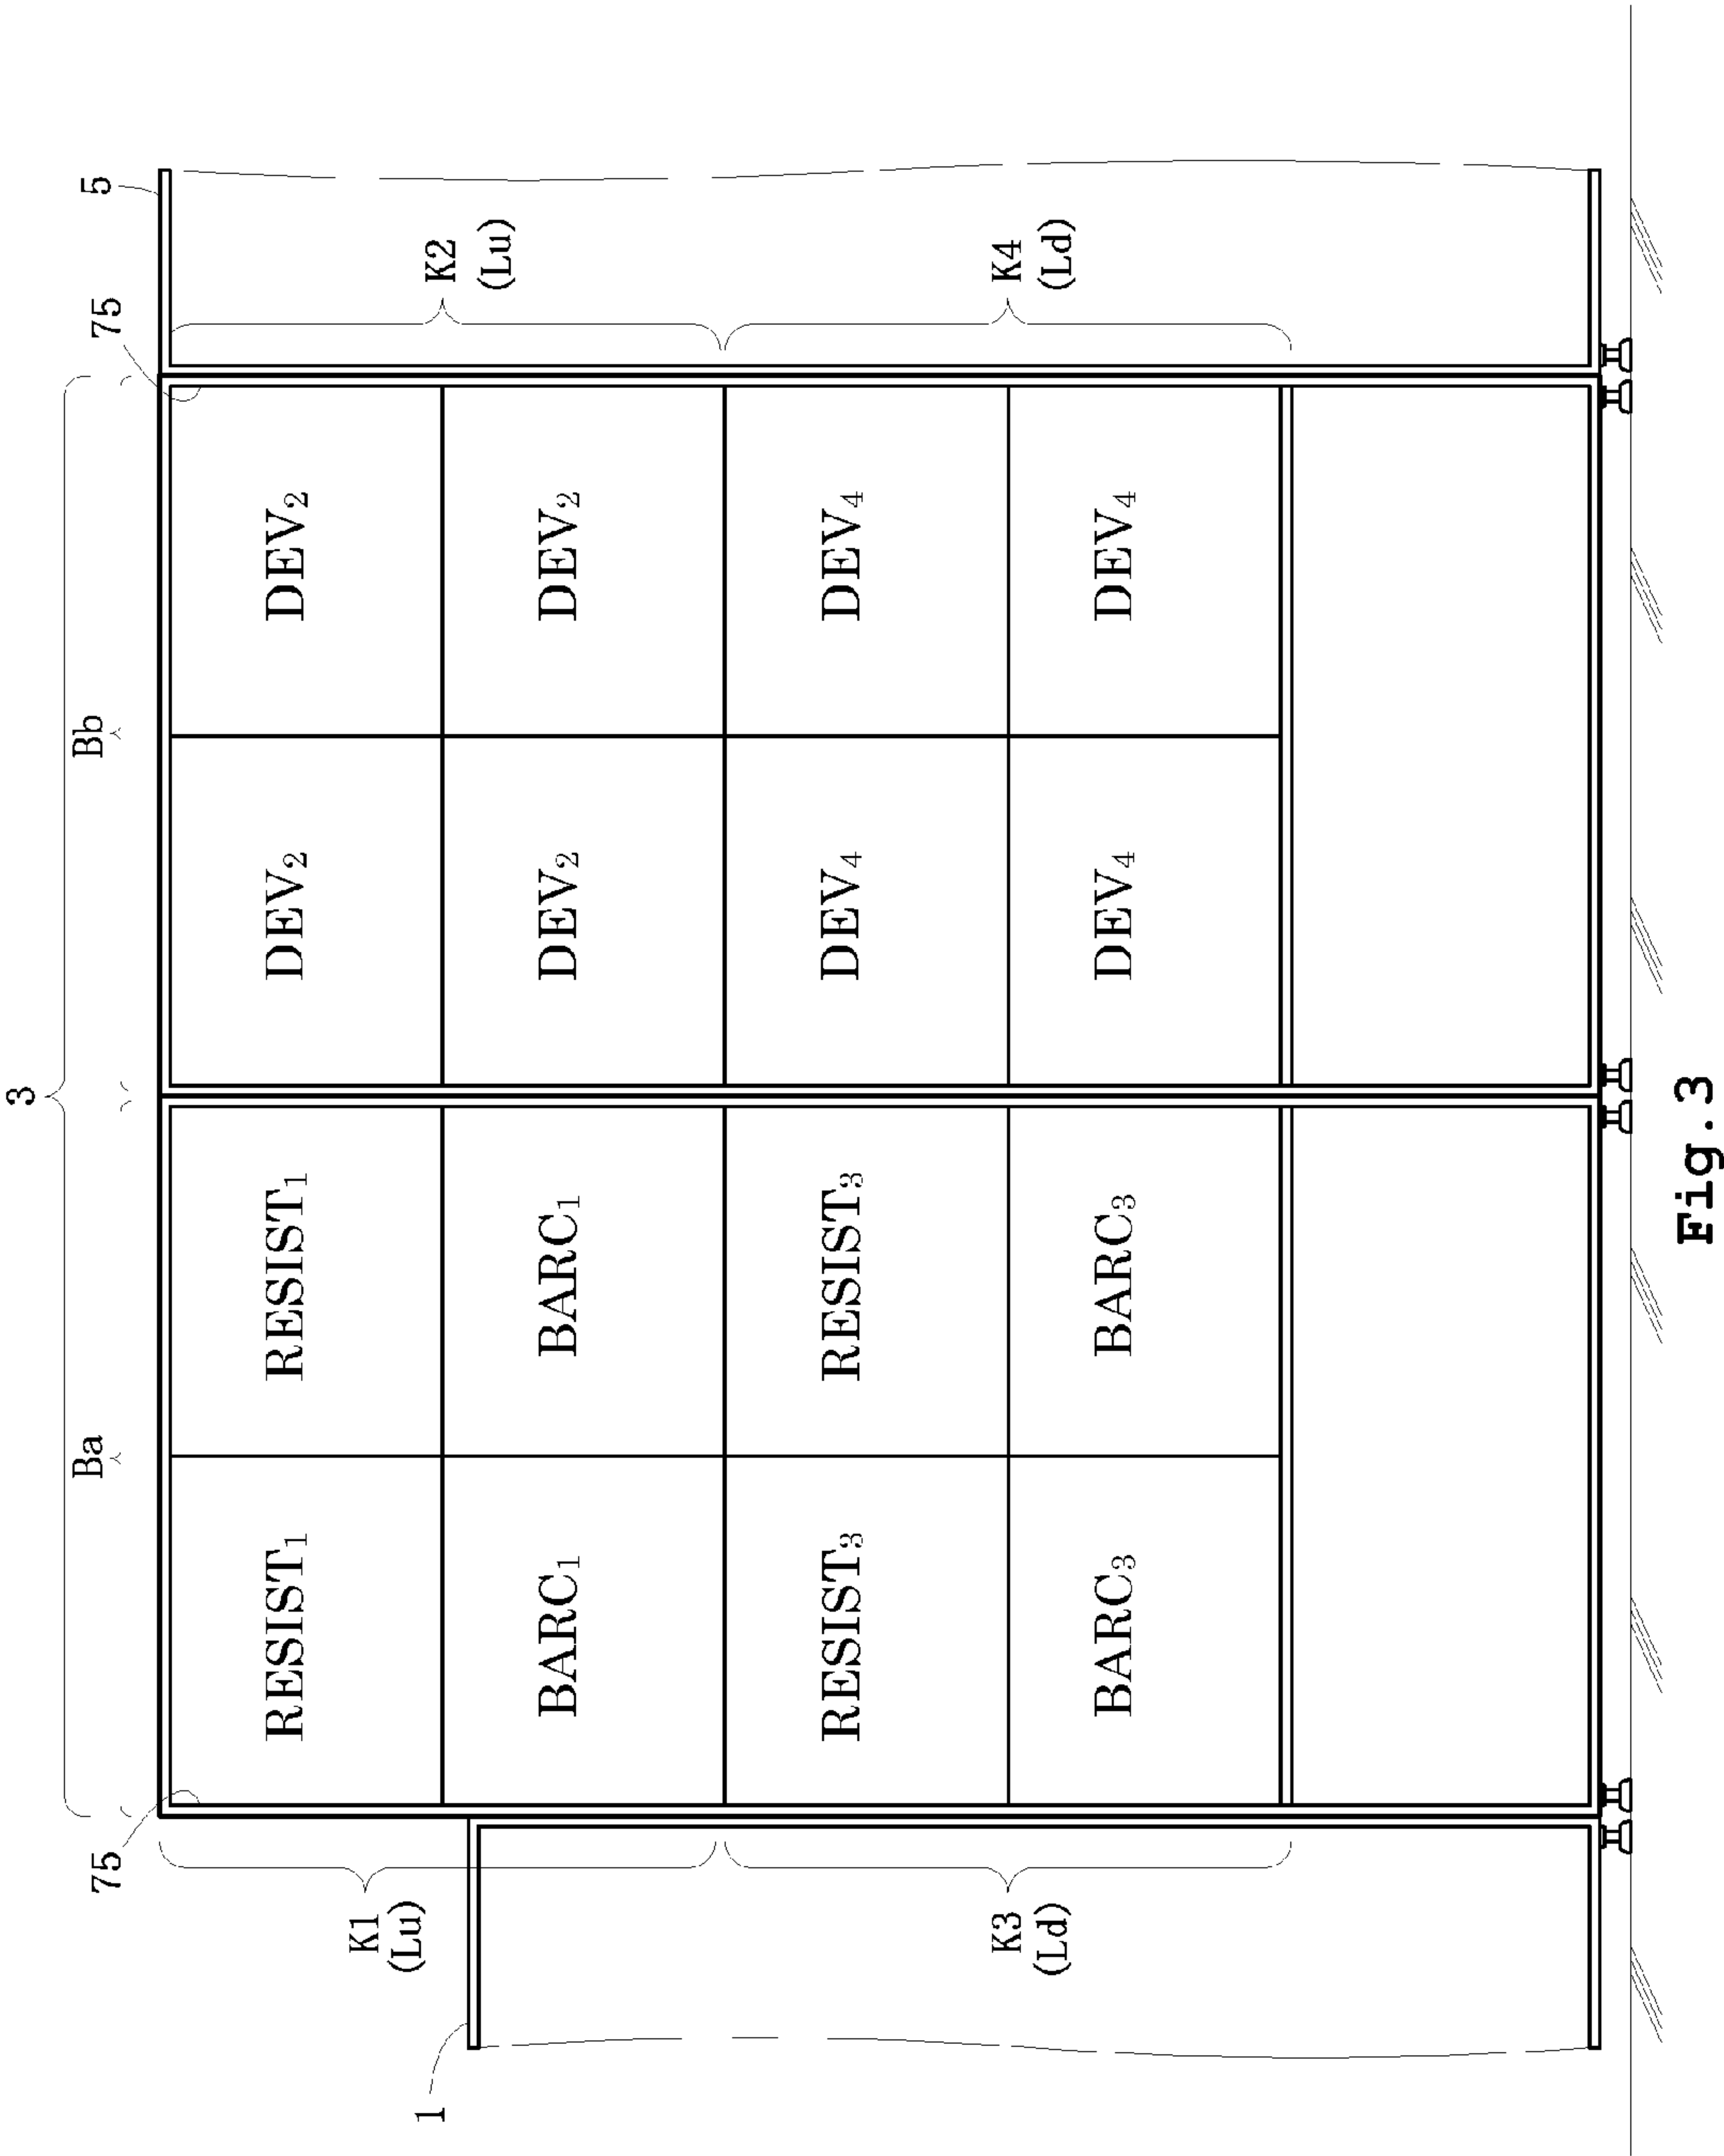 3
Ba
Bb
75
75
5
RESIST₁
RESIST₁
DEV₂
DEV₂
K1
(Lu)
1
K2
(Lu)
BARC₁
BARC₁
DEV₂
DEV₂
RESIST₃
RESIST₃
DEV₄
DEV₄
K3
(Ld)
K4
(Ld)
BARC₃
BARC₃
DEV₄
DEV₄
Fig.3